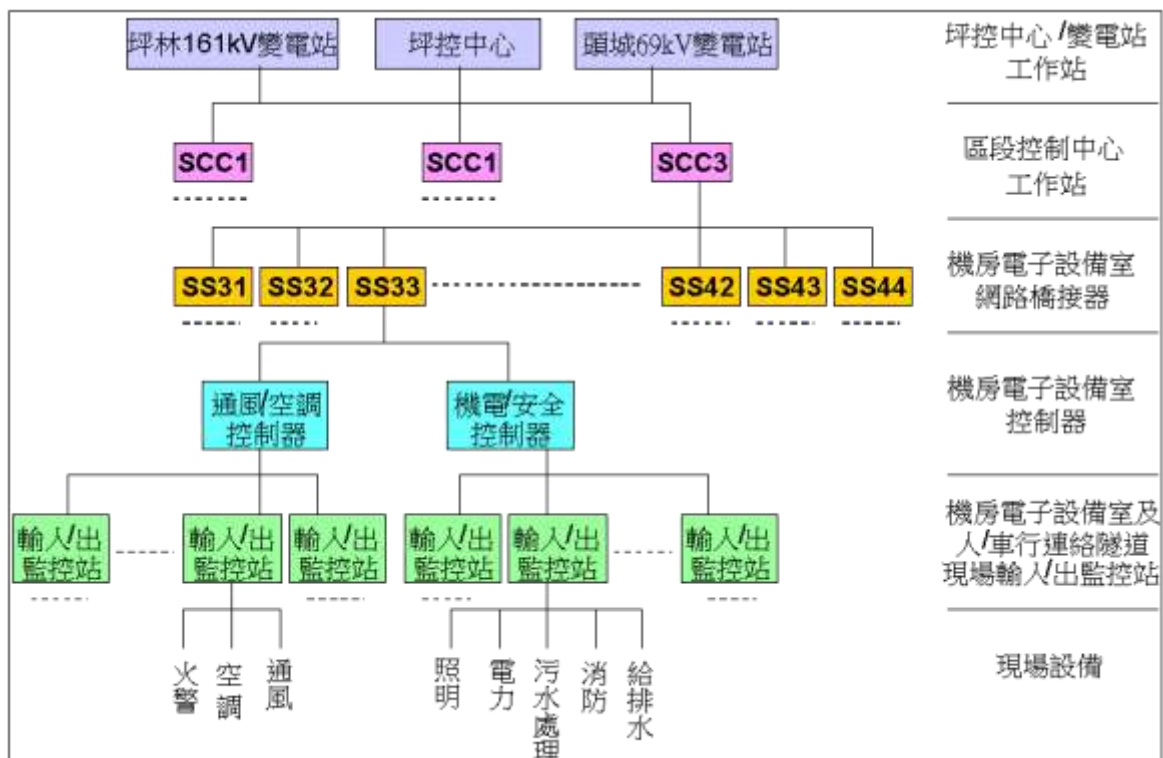 坪林161kV變電站
坪控中心
頭城69kV變電站
坪控中心/變電站
工作站
SCC1
SCC1
SCC3
區段控制中心
工作站
SS31
SS32
SS33
SS42
SS43
SS44
機房電子設備室
網路橋接器
通風/空調
控制器
機電/安全
控制器
機房電子設備室
控制器
輸入/出
監控站
輸入/出
監控站
輸入/出
監控站
輸入/出
監控站
輸入/出
監控站
輸入/出
監控站
機房電子設備室及
人/車行連絡隧道
現場輸入/出監控站
火警
空調
通風
照明
電力
污水處理
消防
給排水
現場設備